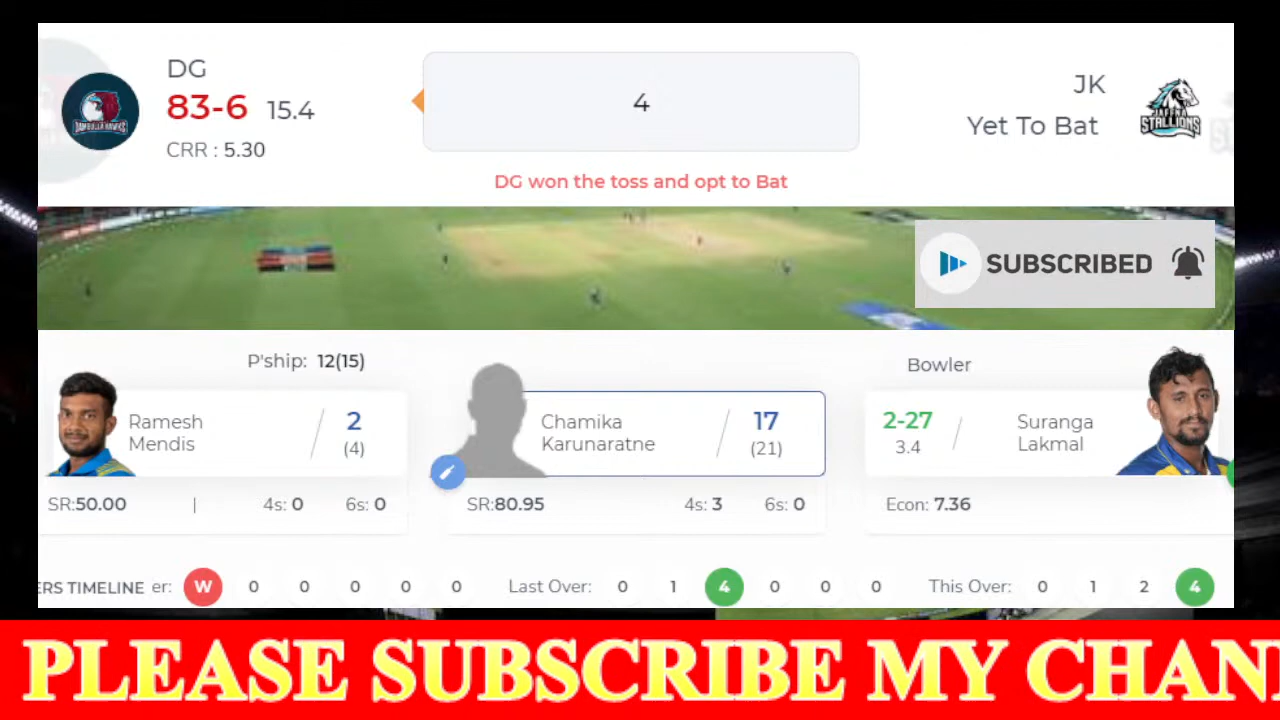 DG
83-6 15.4
CRR : 5.30
4
DG won the toss and opt to Bat
JK
Yet To Bat
DAMBULLA HAWKS
JAFFNA
STALLIONS
SUBSCRIBED
P'ship: 12(15)
Ramesh
Mendis
2
(4)
SR:50.00 | 4s: 0 6s: 0
Chamika
Karunaratne
17
(21)
SR:80.95 4s: 3 6s: 0
Bowler
2-27
3.4
Suranga
Lakmal
Econ: 7.36
ERS TIMELINE er: W 0 0 0 0 0 Last Over: 0 1 4 0 0 0 This Over: 0 1 2 4
PLEASE SUBSCRIBE MY CHAN